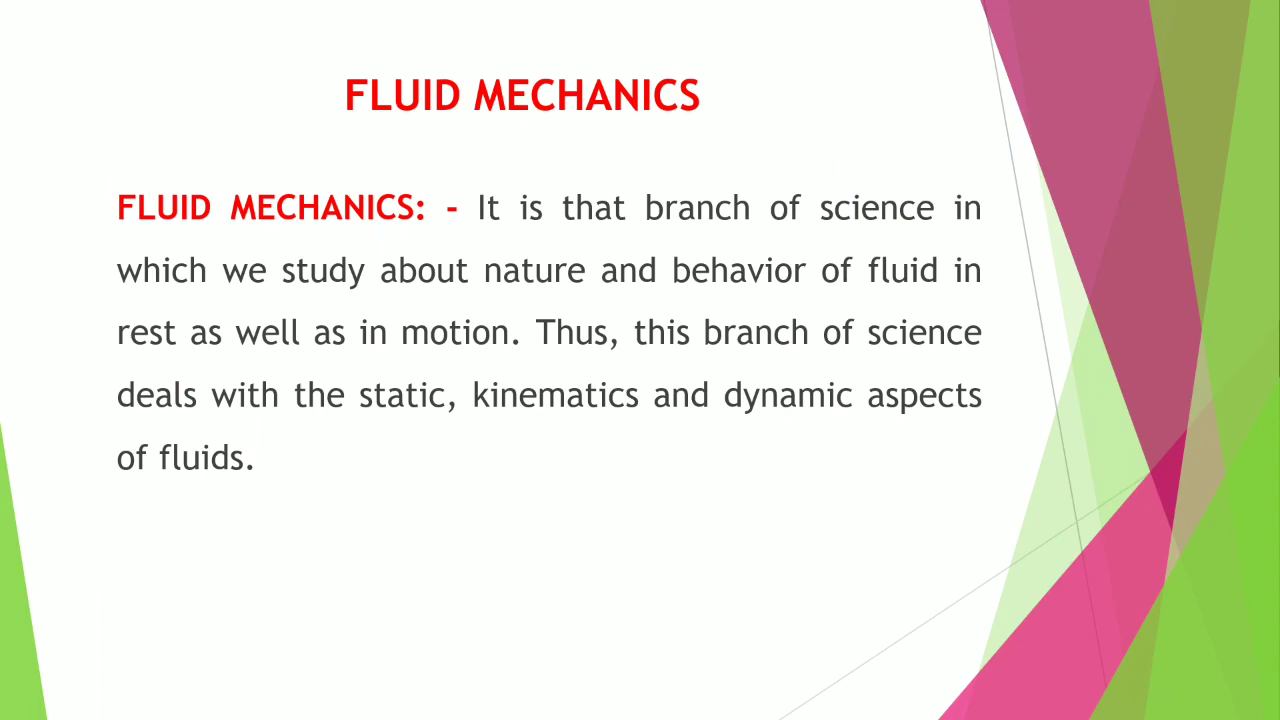 FLUID MECHANICS
FLUID MECHANICS: - It is that branch of science in
which we study about nature and behavior of fluid in
rest as well as in motion. Thus, this branch of science
deals with the static, kinematics and dynamic aspects
of fluids.